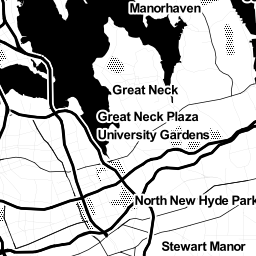 Manorhaven
Great Neck
Great Neck Plaza
University Gardens
North New Hyde Park
Stewart Manor